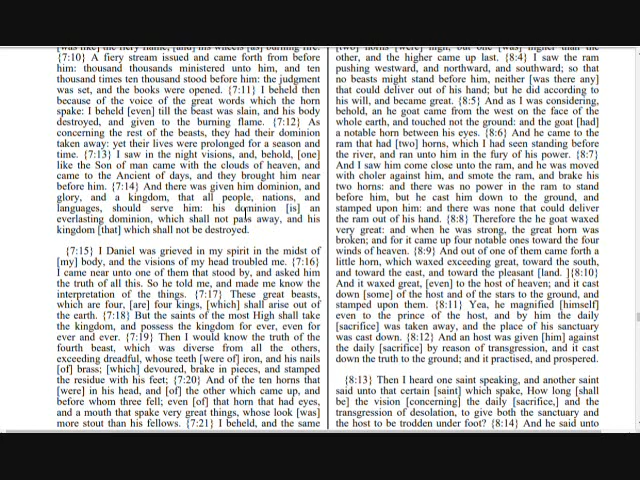 [was like] the fiery flame, [and] his wheels [as] burning fire.
{7:10} A fiery stream issued and came forth from before
him: thousand thousands ministered unto him, and ten
thousand times ten thousand stood before him: the judgment
was set, and the books were opened. {7:11} I beheld then
because of the voice of the great words which the horn
spake: I beheld [even] till the beast was slain, and his body
destroyed, and given to the burning flame. {7:12} As
concerning the rest of the beasts, they had their dominion
taken away: yet their lives were prolonged for a season and
time. {7:13} I saw in the night visions, and, behold, [one]
like the Son of man came with the clouds of heaven, and
came to the Ancient of days, and they brought him near
before him. {7:14} And there was given him dominion, and
glory, and a kingdom, that all people, nations, and
languages, should serve him: his dominion [is] an
everlasting dominion, which shall not pass away, and his
kingdom [that] which shall not be destroyed.
{7:15} I Daniel was grieved in my spirit in the midst of
[my] body, and the visions of my head troubled me. {7:16}
I came near unto one of them that stood by, and asked him
the truth of all this. So he told me, and made me know the
interpretation of the things. {7:17} These great beasts,
which are four, [are] four kings, [which] shall arise out of
the earth. {7:18} But the saints of the most High shall take
the kingdom, and possess the kingdom for ever, even for
ever and ever. {7:19} Then I would know the truth of the
fourth beast, which was diverse from all the others,
exceeding dreadful, whose teeth [were of] iron, and his nails
[of] brass; [which] devoured, brake in pieces, and stamped
the residue with his feet; {7:20} And of the ten horns that
[were] in his head, and [of] the other which came up, and
before whom three fell; even [of] that horn that had eyes,
and a mouth that spake very great things, whose look [was]
more stout than his fellows. {7:21} I beheld, and the same
[two] horns [were] high; but one [was] higher than the
other, and the higher came up last. {8:4} I saw the ram
pushing westward, and northward, and southward; so that
no beasts might stand before him, neither [was there any]
that could deliver out of his hand; but he did according to
his will, and became great. {8:5} And as I was considering,
behold, an he goat came from the west on the face of the
whole earth, and touched not the ground: and the goat [had]
a notable horn between his eyes. {8:6} And he came to the
ram that had [two] horns, which I had seen standing before
the river, and ran unto him in the fury of his power. {8:7}
And I saw him come close unto the ram, and he was moved
with choler against him, and smote the ram, and brake his
two horns: and there was no power in the ram to stand
before him, but he cast him down to the ground, and
stamped upon him: and there was none that could deliver
the ram out of his hand. {8:8} Therefore the he goat waxed
very great: and when he was strong, the great horn was
broken; and for it came up four notable ones toward the four
winds of heaven. {8:9} And out of one of them came forth a
little horn, which waxed exceeding great, toward the south,
and toward the east, and toward the pleasant [land. ]{8:10}
And it waxed great, [even] to the host of heaven; and it cast
down [some] of the host and of the stars to the ground, and
stamped upon them. {8:11} Yea, he magnified [himself]
even to the prince of the host, and by him the daily
[sacrifice] was taken away, and the place of his sanctuary
was cast down. {8:12} And an host was given [him] against
the daily [sacrifice] by reason of transgression, and it cast
down the truth to the ground; and it practised, and prospered.
{8:13} Then I heard one saint speaking, and another saint
said unto that certain [saint] which spake, How long [shall
be] the vision [concerning] the daily [sacrifice,] and the
transgression of desolation, to give both the sanctuary and
the host to be trodden under foot? {8:14} And he said unto